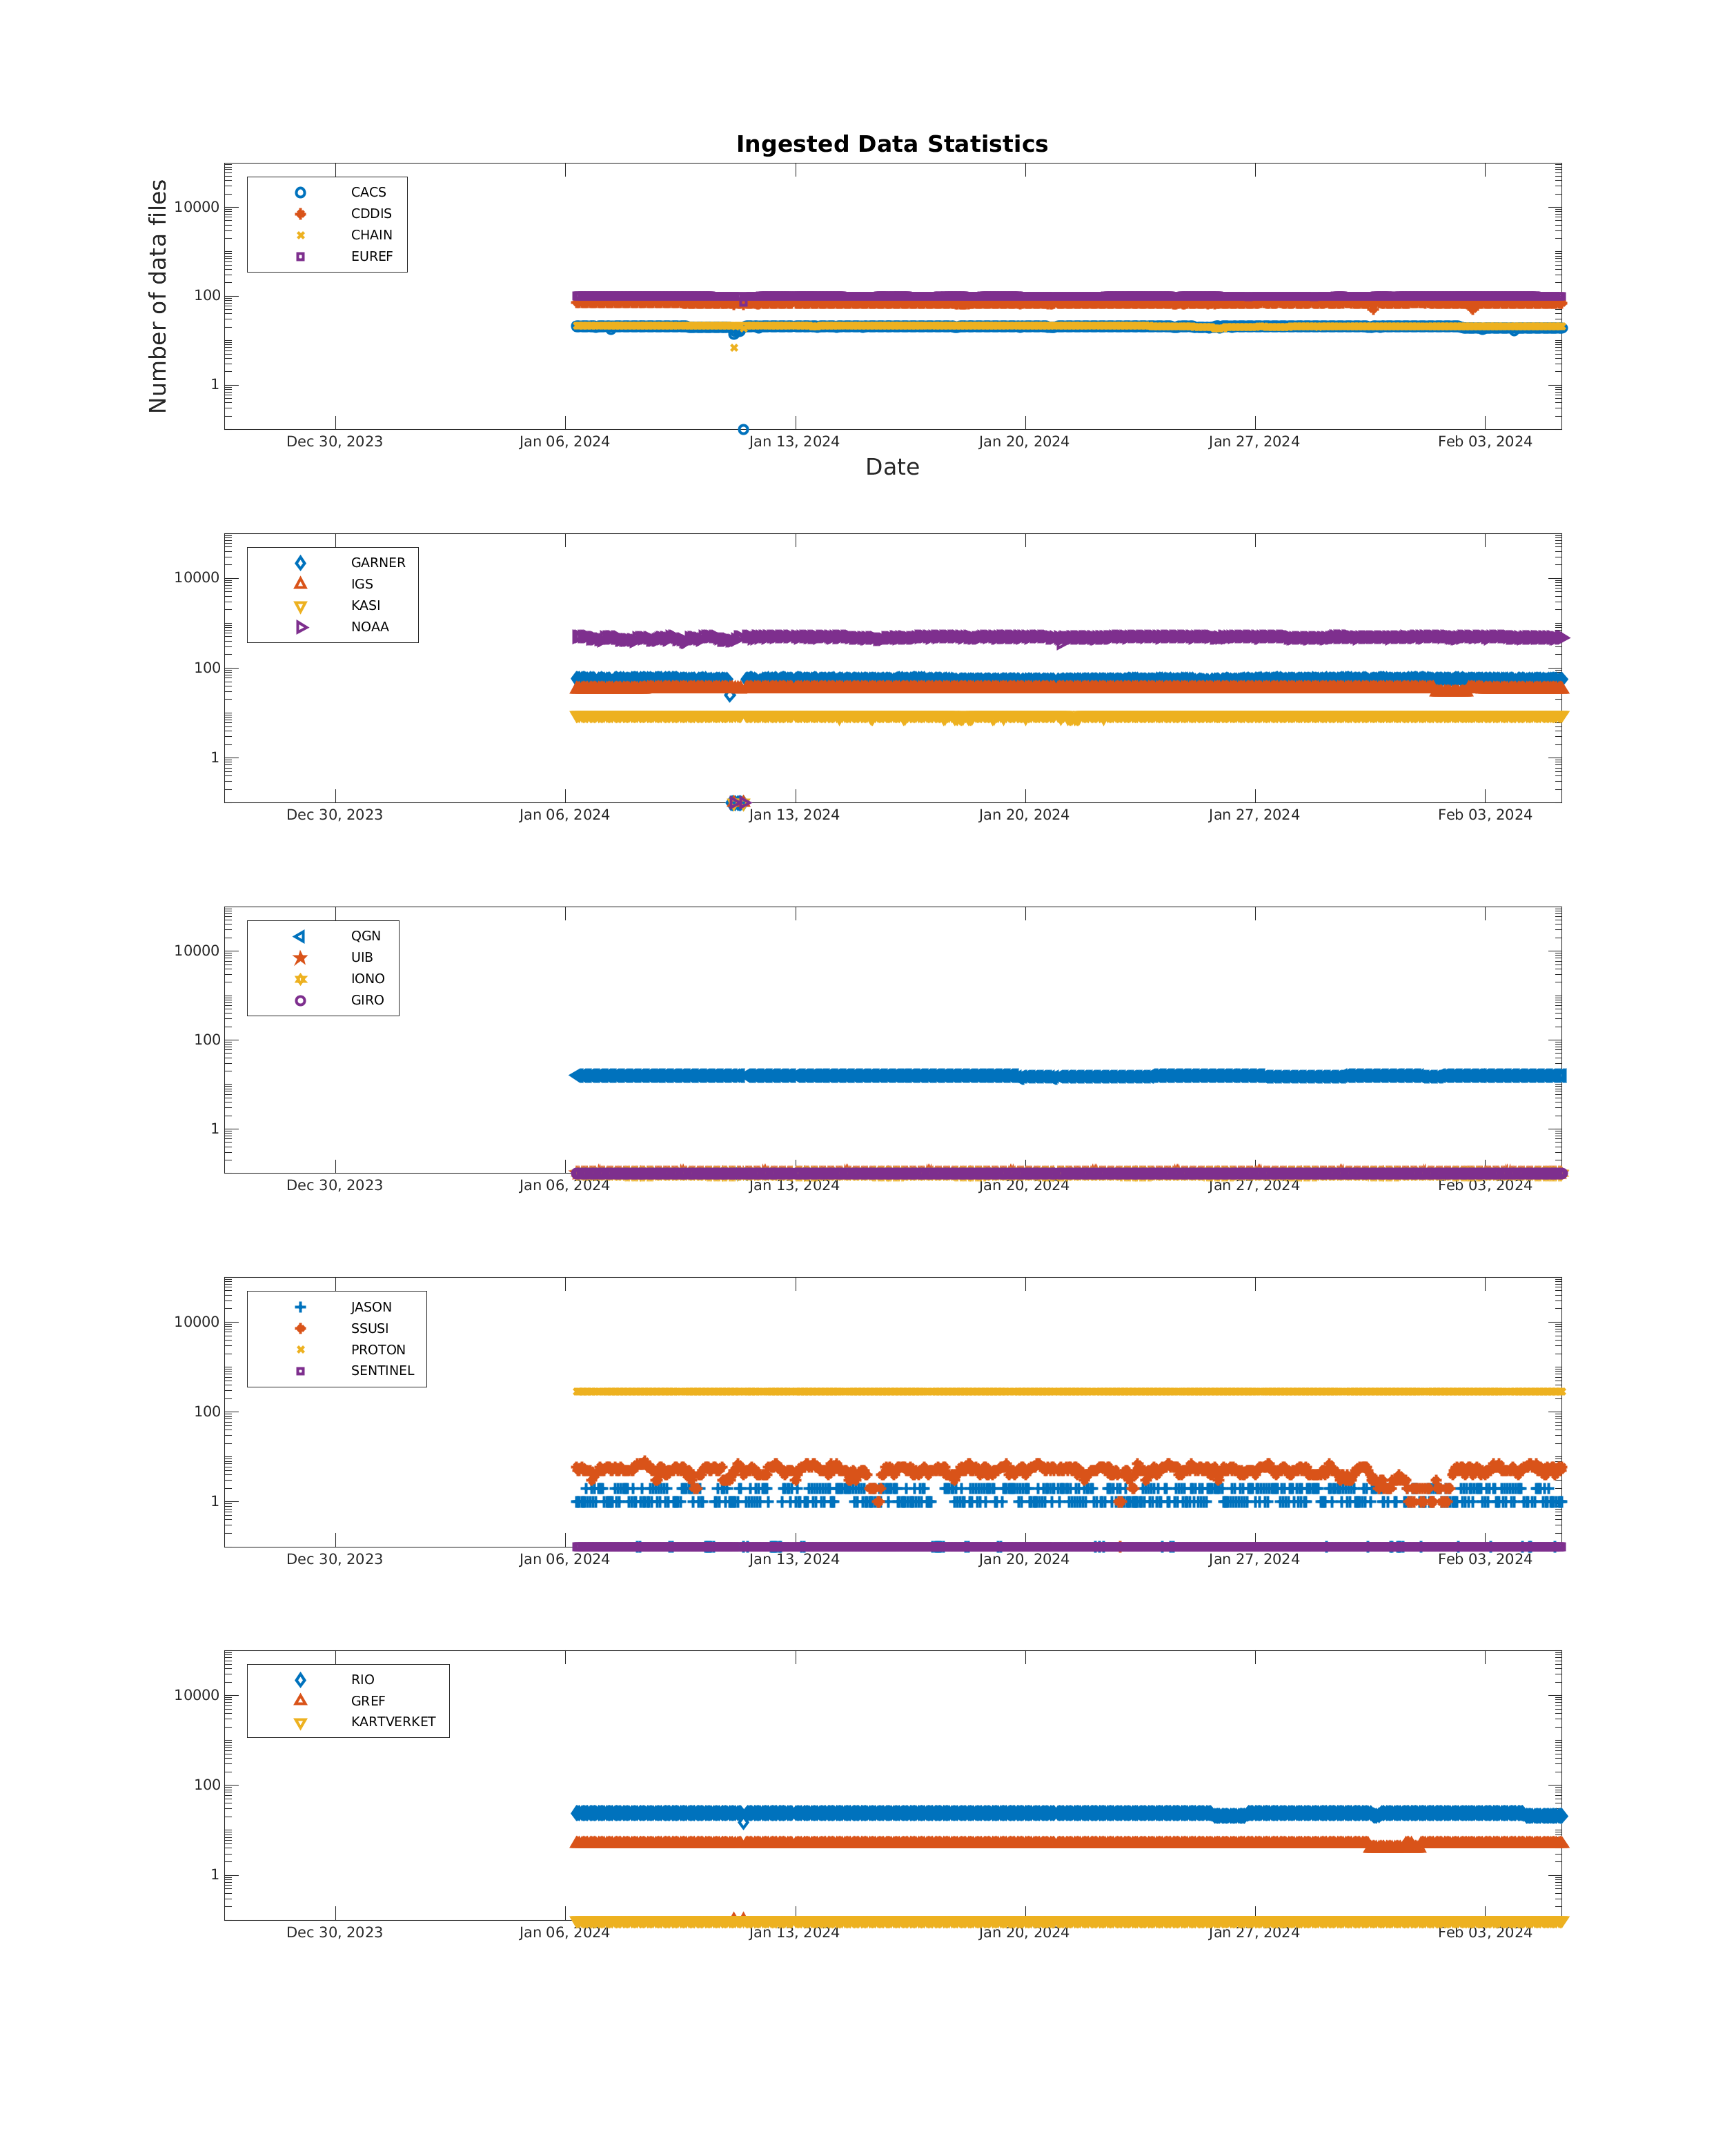 Ingested Data Statistics
Number of data files
10000
100
1
CACS
CDDIS
CHAIN
EUREF
Dec 30, 2023 Jan 06, 2024 Jan 13, 2024 Jan 20, 2024 Jan 27, 2024 Feb 03, 2024
Date
10000
100
1
GARNER
IGS
KASI
NOAA
Dec 30, 2023 Jan 06, 2024 Jan 13, 2024 Jan 20, 2024 Jan 27, 2024 Feb 03, 2024
10000
100
1
QGN
UIB
IONO
GIRO
Dec 30, 2023 Jan 06, 2024 Jan 13, 2024 Jan 20, 2024 Jan 27, 2024 Feb 03, 2024
10000
100
1
JASON
SSUSI
PROTON
SENTINEL
Dec 30, 2023 Jan 06, 2024 Jan 13, 2024 Jan 20, 2024 Jan 27, 2024 Feb 03, 2024
10000
100
1
RIO
GREF
KARTVERKET
Dec 30, 2023 Jan 06, 2024 Jan 13, 2024 Jan 20, 2024 Jan 27, 2024 Feb 03, 2024